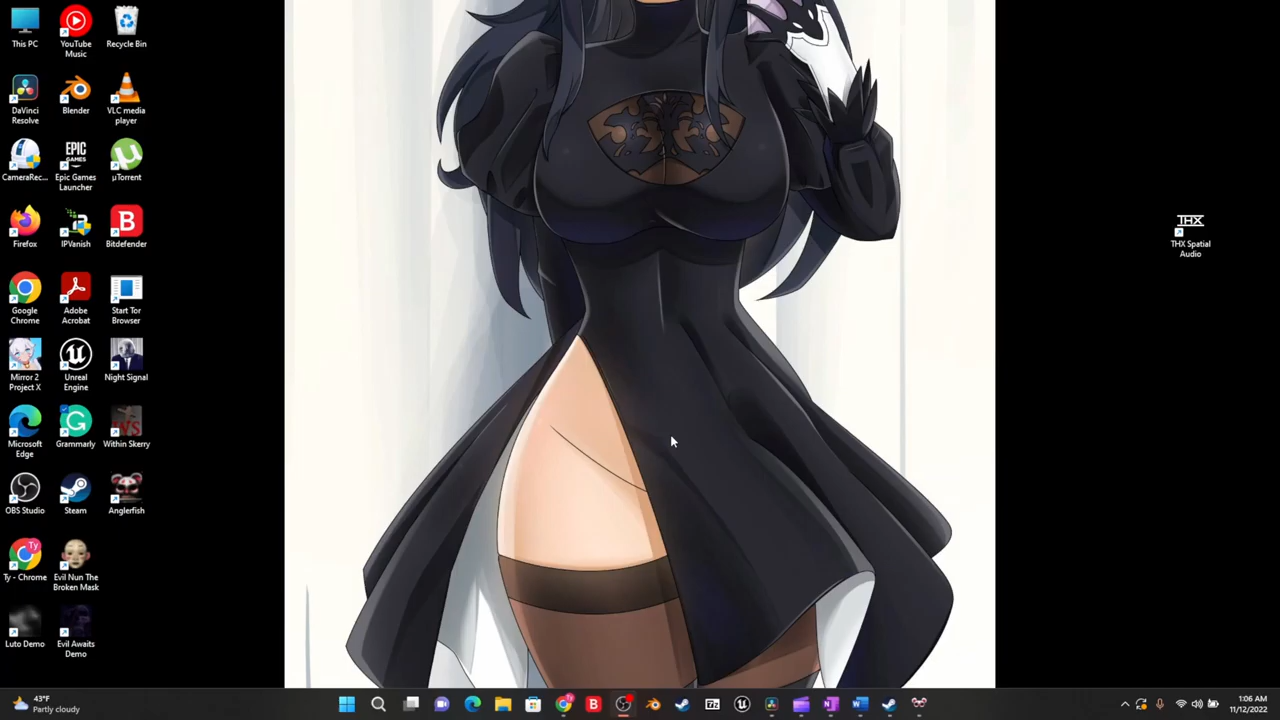 This PC
YouTube
Music
Recycle Bin
DaVinci
Resolve
Blender
VLC media
player
CameraRec...
EPIC
GAMES
Epic Games
Launcher
µTorrent
Firefox
IPVanish
B
Bitdefender
Google
Chrome
Adobe
Acrobat
Start Tor
Browser
Mirror 2
Project X
Unreal
Engine
Night Signal
Microsoft
Edge
Grammarly
Within Skerry
OBS Studio
Steam
Anglerfish
Ty
Ty - Chrome
Evil Nun The
Broken Mask
Luto Demo
Evil Awaits
Demo
THX
THX Spatial
Audio
43°F
Partly cloudy
B
7z
1:06 AM
11/12/2022